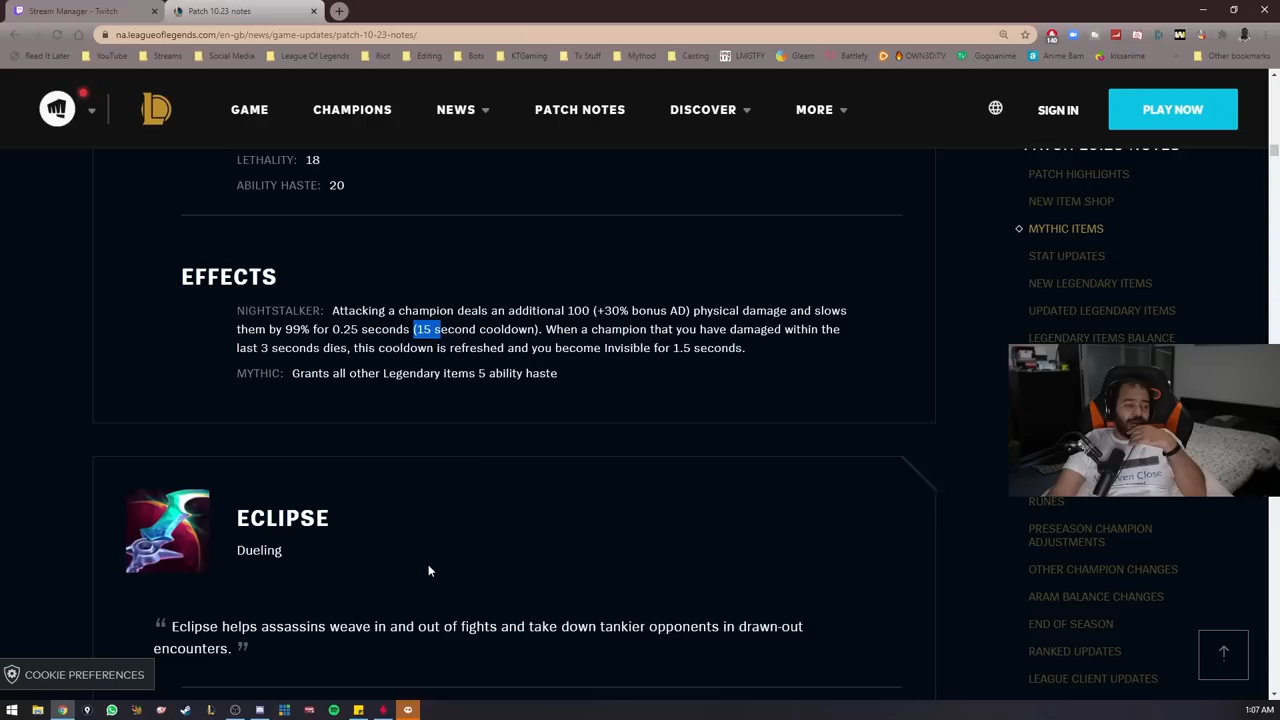 Stream Manager - Twitch
Patch 10.23 notes
na.leagueoflegends.com/en-gb/news/game-updates/patch-10-23-notes/
Read It Later
YouTube
Streams
Social Media
League Of Legends
Riot
Editing
Bots
KTGaming
Tv Stuff
Mythod
Casting
LMGTFY
Gleam
Battlefy
OWN3D:TV
Gogoanime
Anime Bam
kissanime
Other bookmarks
GAME
CHAMPIONS
NEWS
PATCH NOTES
DISCOVER
MORE
SIGN IN
PLAY NOW
LETHALITY: 18
ABILITY HASTE: 20
EFFECTS
NIGHTSTALKER: Attacking a champion deals an additional 100 (+30% bonus AD) physical damage and slows
them by 99% for 0.25 seconds (15 second cooldown). When a champion that you have damaged within the
last 3 seconds dies, this cooldown is refreshed and you become Invisible for 1.5 seconds.
MYTHIC: Grants all other Legendary items 5 ability haste
ECLIPSE
Dueling
“ Eclipse helps assassins weave in and out of fights and take down tankier opponents in drawn-out
encounters. ”
COOKIE PREFERENCES
PATCH 10.23 NOTES
PATCH HIGHLIGHTS
NEW ITEM SHOP
MYTHIC ITEMS
STAT UPDATES
NEW LEGENDARY ITEMS
UPDATED LEGENDARY ITEMS
LEGENDARY ITEMS BALANCE
RUNES
PRESEASON CHAMPION
ADJUSTMENTS
OTHER CHAMPION CHANGES
ARAM BALANCE CHANGES
END OF SEASON
RANKED UPDATES
LEAGUE CLIENT UPDATES
1:07 AM